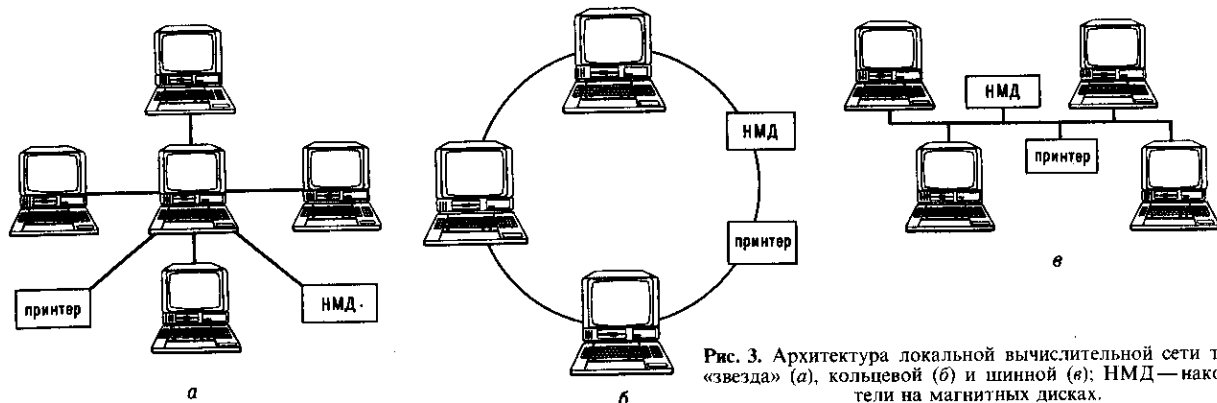 НМД
принтер
принтер
НМД
НМД
принтер
а
б
в
Рис. 3. Архитектура локальной вычислительной сети т
«звезда» (а), кольцевой (б) и шинной (в); НМД — нако
тели на магнитных дисках.